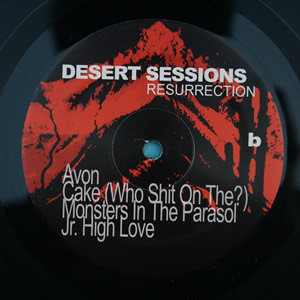 DESERT SESSIONS
RESURRECTION
b
Avon
Cake (Who Shit On The?)
Monsters In The Parasol
Jr. High Love